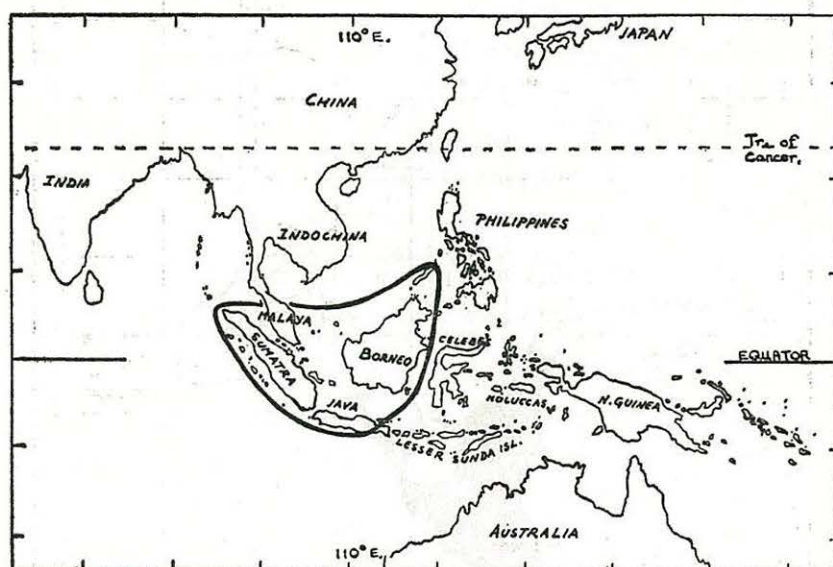 110° E.
JAPAN
CHINA
Tr. of
Cancer.
INDIA
PHILIPPINES
INDOCHINA
MALAYA
CELEBES
SUMATRA
BORNEO
EQUATOR
MOLUCCAS
N. GUINEA
JAVA
LESSER SUNDA ISL.
AUSTRALIA
110° E.